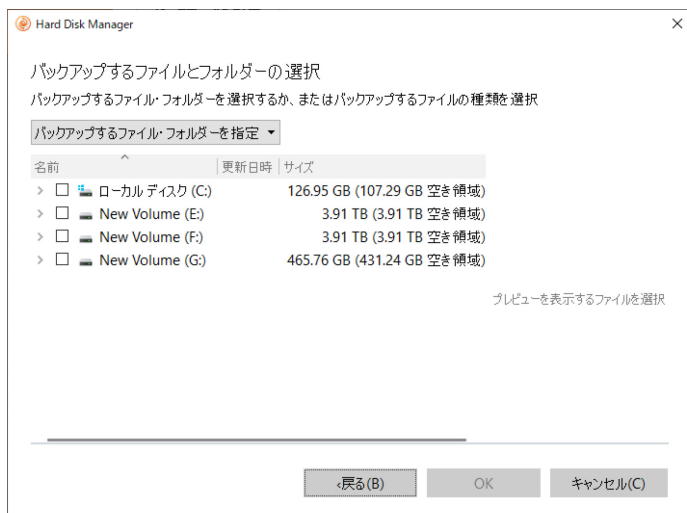 Hard Disk Manager
バックアップするファイルとフォルダーの選択
バックアップするファイル・フォルダーを選択するか、またはバックアップするファイルの種類を選択
バックアップするファイル・フォルダーを指定
名前 更新日時 サイズ
ローカル ディスク (C:) 126.95 GB (107.29 GB 空き領域)
New Volume (E:) 3.91 TB (3.91 TB 空き領域)
New Volume (F:) 3.91 TB (3.91 TB 空き領域)
New Volume (G:) 465.76 GB (431.24 GB 空き領域)
プレビューを表示するファイルを選択
‹戻る(B) OK キャンセル(C)